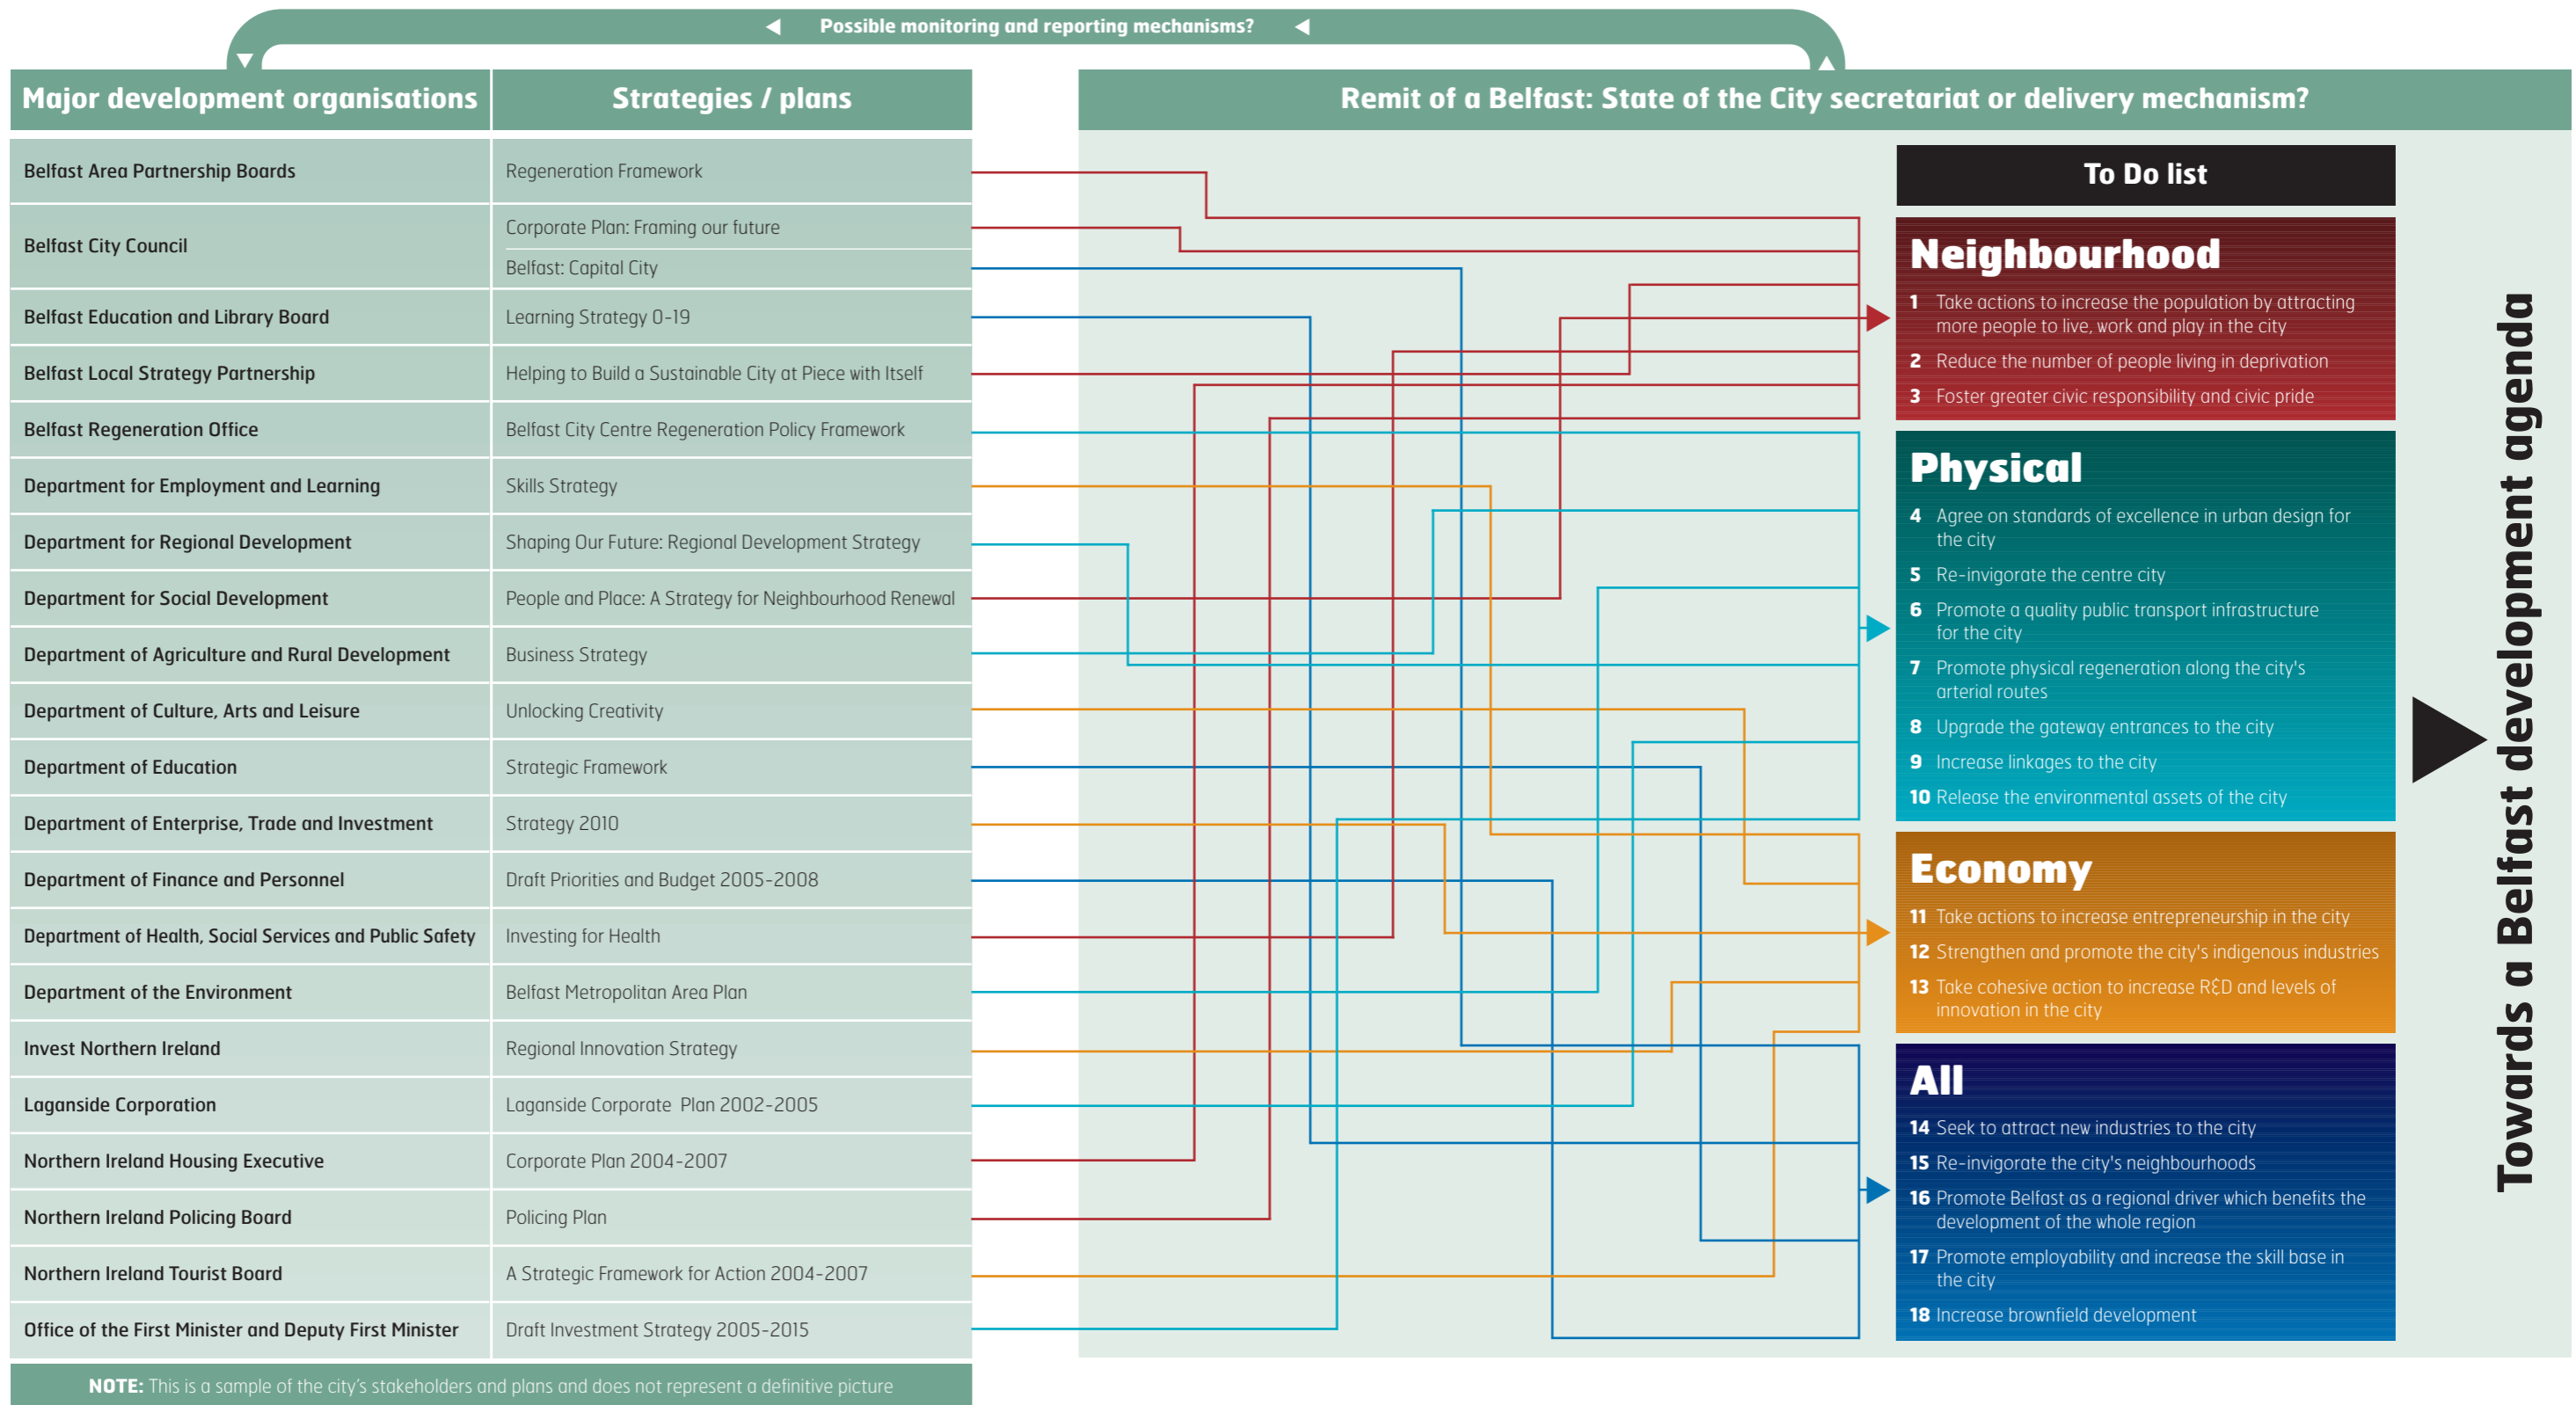 Possible monitoring and reporting mechanisms?
Major development organisations
Strategies / plans
Remit of a Belfast: State of the City secretariat or delivery mechanism?
Belfast Area Partnership Boards
Regeneration Framework
Belfast City Council
Corporate Plan: Framing our future
Belfast: Capital City
Belfast Education and Library Board
Learning Strategy 0-19
Belfast Local Strategy Partnership
Helping to Build a Sustainable City at Piece with Itself
Belfast Regeneration Office
Belfast City Centre Regeneration Policy Framework
Department for Employment and Learning
Skills Strategy
Department for Regional Development
Shaping Our Future: Regional Development Strategy
Department for Social Development
People and Place: A Strategy for Neighbourhood Renewal
Department of Agriculture and Rural Development
Business Strategy
Department of Culture, Arts and Leisure
Unlocking Creativity
Department of Education
Strategic Framework
Department of Enterprise, Trade and Investment
Strategy 2010
Department of Finance and Personnel
Draft Priorities and Budget 2005-2008
Department of Health, Social Services and Public Safety
Investing for Health
Department of the Environment
Belfast Metropolitan Area Plan
Invest Northern Ireland
Regional Innovation Strategy
Laganside Corporation
Laganside Corporate Plan 2002-2005
Northern Ireland Housing Executive
Corporate Plan 2004-2007
Northern Ireland Policing Board
Policing Plan
Northern Ireland Tourist Board
A Strategic Framework for Action 2004-2007
Office of the First Minister and Deputy First Minister
Draft Investment Strategy 2005-2015
NOTE: This is a sample of the city's stakeholders and plans and does not represent a definitive picture
To Do list
Neighbourhood
1 Take actions to increase the population by attracting
more people to live, work and play in the city
2 Reduce the number of people living in deprivation
3 Foster greater civic responsibility and civic pride
Physical
4 Agree on standards of excellence in urban design for
the city
5 Re-invigorate the centre city
6 Promote a quality public transport infrastructure
for the city
7 Promote physical regeneration along the city's
arterial routes
8 Upgrade the gateway entrances to the city
9 Increase linkages to the city
10 Release the environmental assets of the city
Economy
11 Take actions to increase entrepreneurship in the city
12 Strengthen and promote the city's indigenous industries
13 Take cohesive action to increase R&D and levels of
innovation in the city
All
14 Seek to attract new industries to the city
15 Re-invigorate the city's neighbourhoods
16 Promote Belfast as a regional driver which benefits the
development of the whole region
17 Promote employability and increase the skill base in
the city
18 Increase brownfield development
Towards a Belfast development agenda